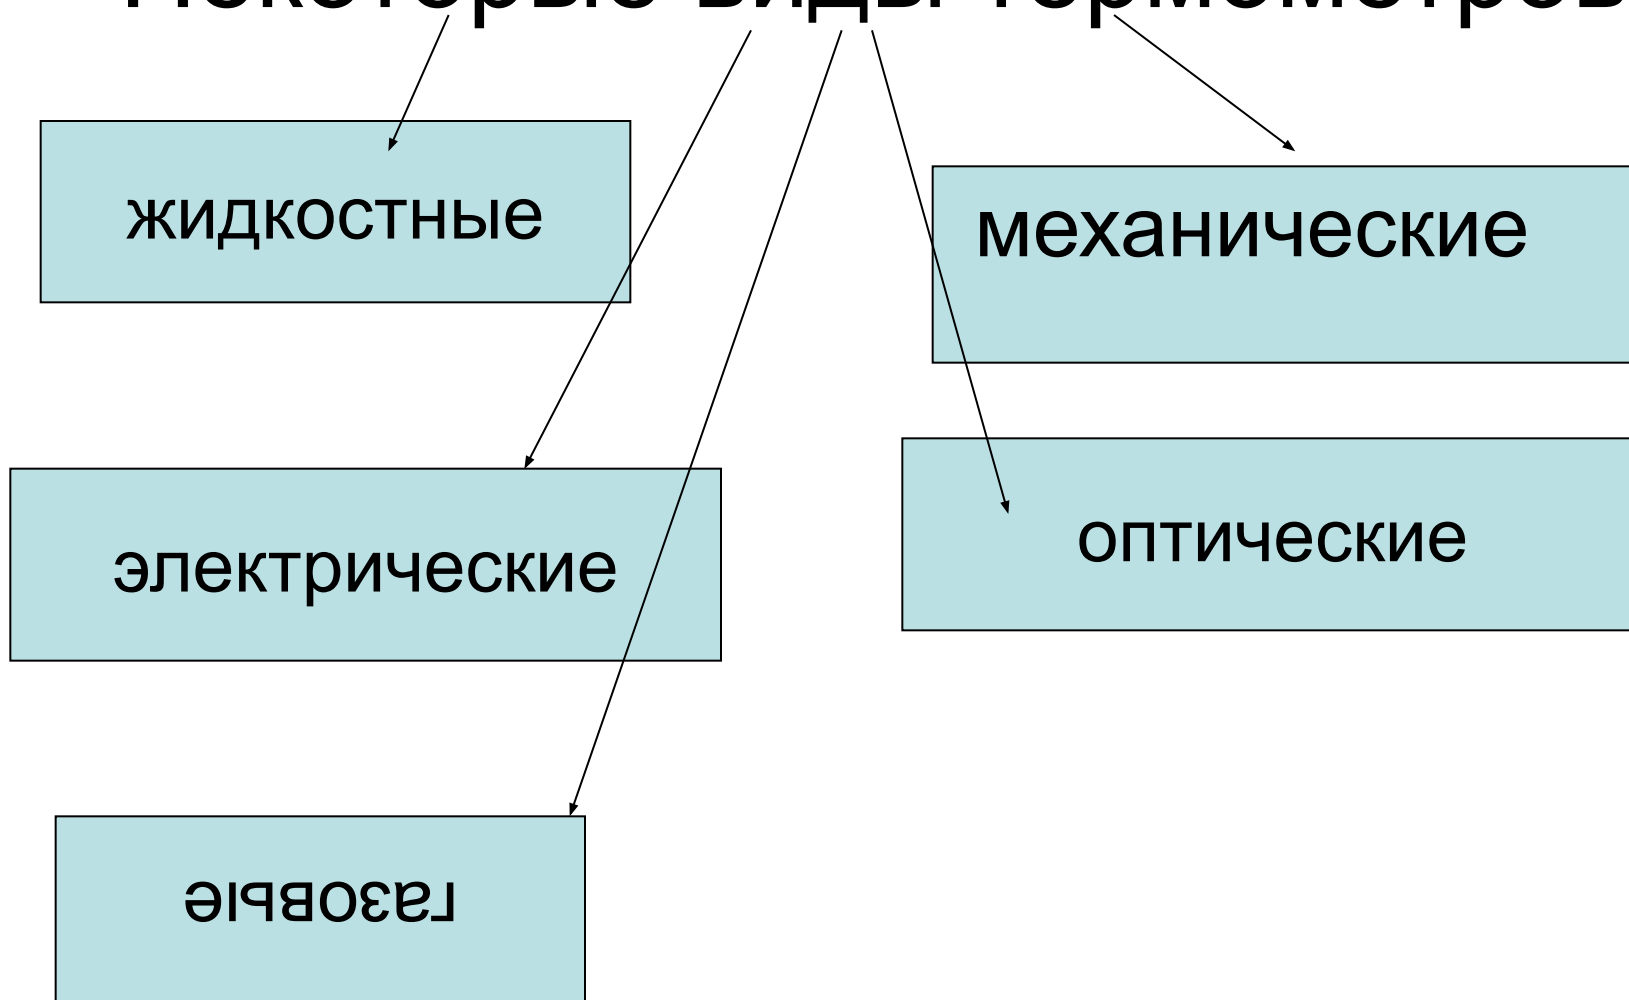 Некоторые виды термометров
жидкостные
механические
электрические
оптические
газовые